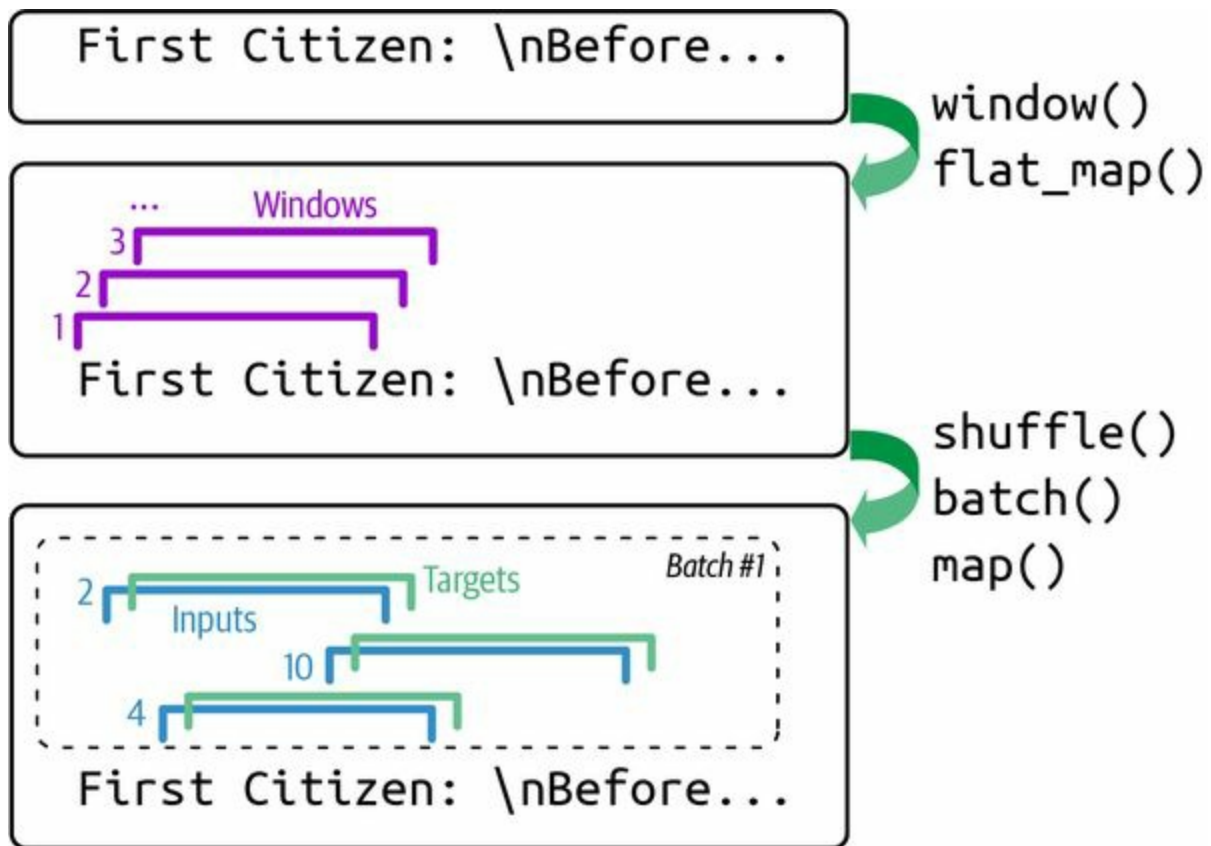 First Citizen: \nBefore...
window()
flat_map()
... Windows
3
2
1
First Citizen: \nBefore...
shuffle()
batch()
map()
Batch #1
2 Inputs Targets
10
4
First Citizen: \nBefore...